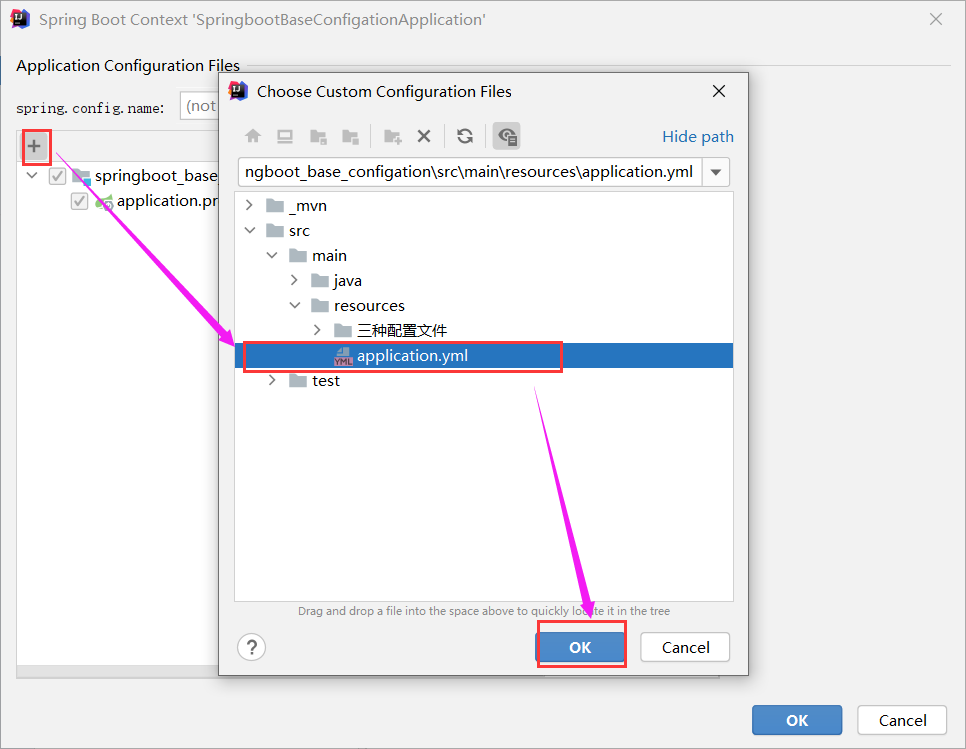 Spring Boot Context 'SpringbootBaseConfigationApplication'
Application Configuration Files
spring.config.name: (not
springboot_base_
application.pr
Choose Custom Configuration Files
Hide path
ngboot_base_configation\src\main\resources\application.yml
_mvn
src
main
java
resources
三种配置文件
YML application.yml
test
Drag and drop a file into the space above to quickly locate it in the tree
? OK Cancel
OK Cancel